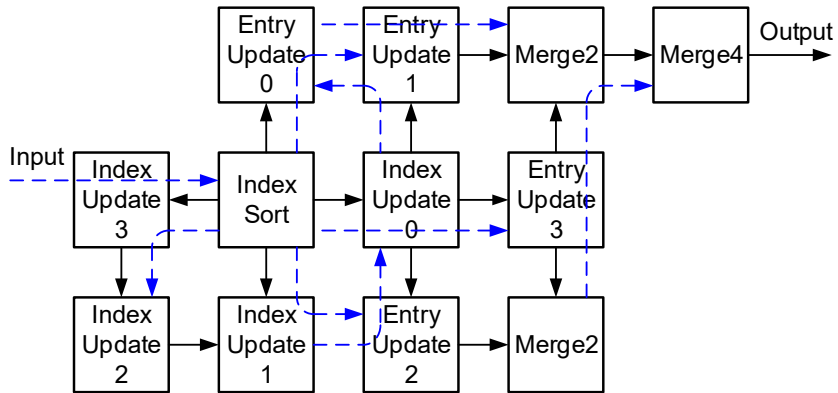 Entry
Update
0
Entry
Update
1
Merge2
Merge4
Output
Input
Index
Update
3
Index
Sort
Index
Update
0
Entry
Update
3
Index
Update
2
Index
Update
1
Entry
Update
2
Merge2